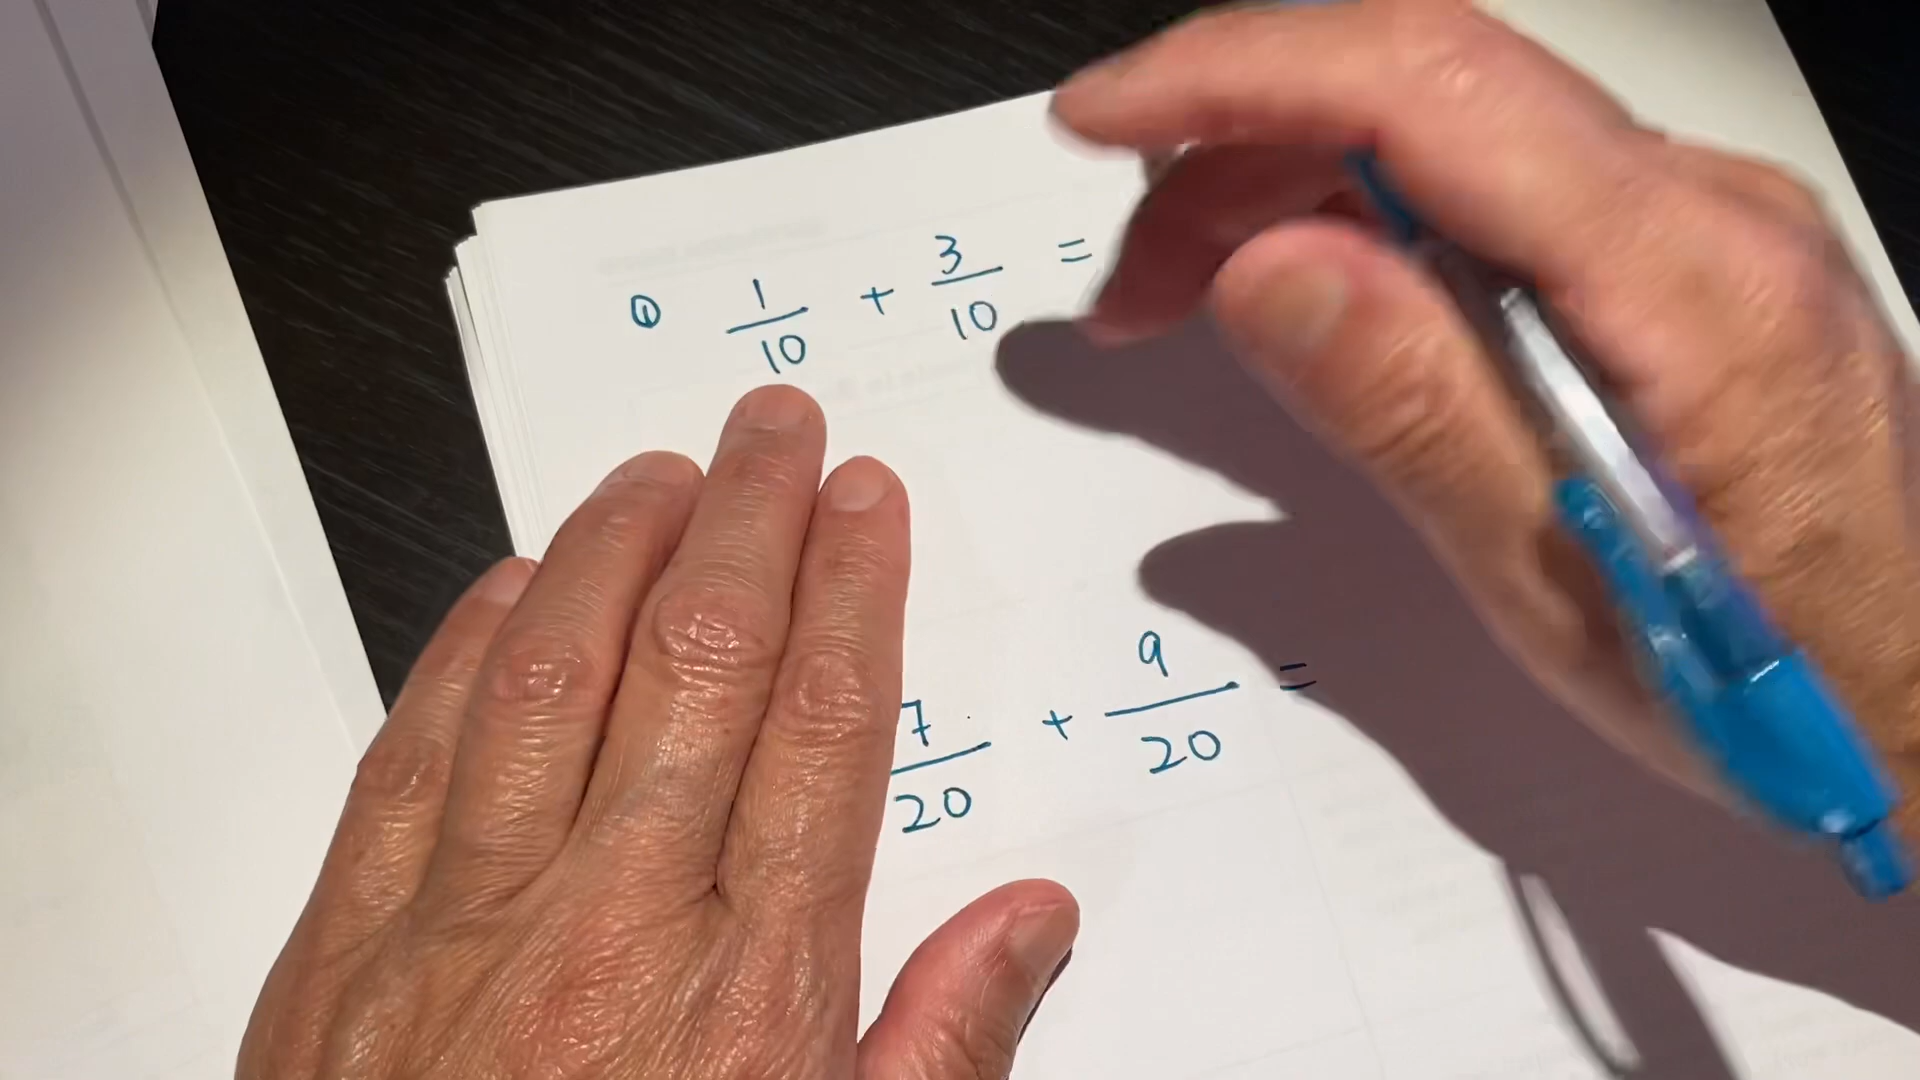 ① 1/10 + 3/10 =
7/20 + 9/20 =